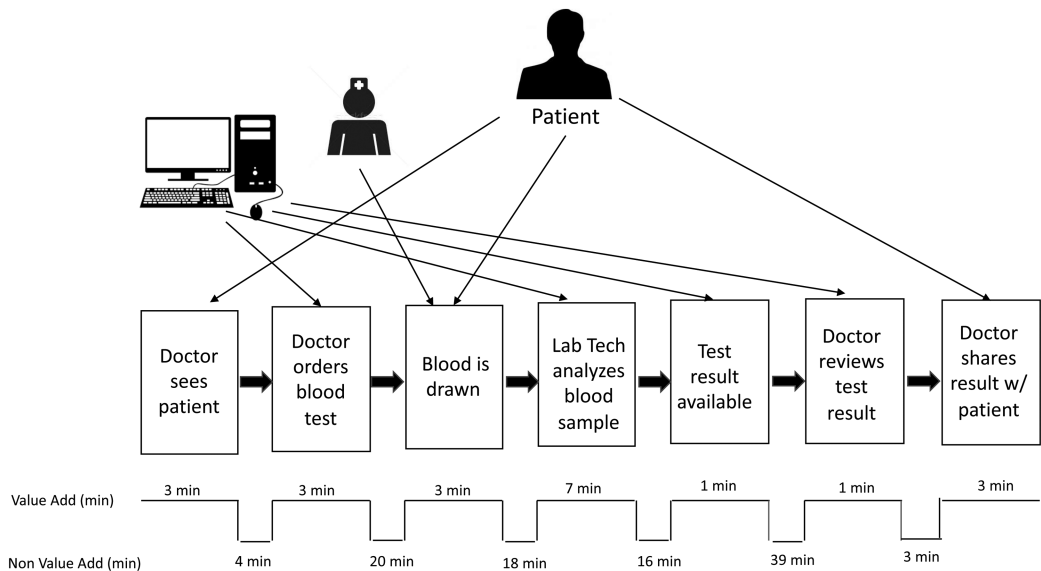 Patient
Doctor
sees
patient
Doctor
orders
blood
test
Blood is
drawn
Lab Tech
analyzes
blood
sample
Test
result
available
Doctor
reviews
test
result
Doctor
shares
result w/
patient
Value Add (min)
3 min
3 min
3 min
7 min
1 min
1 min
3 min
Non Value Add (min)
4 min
20 min
18 min
16 min
39 min
3 min